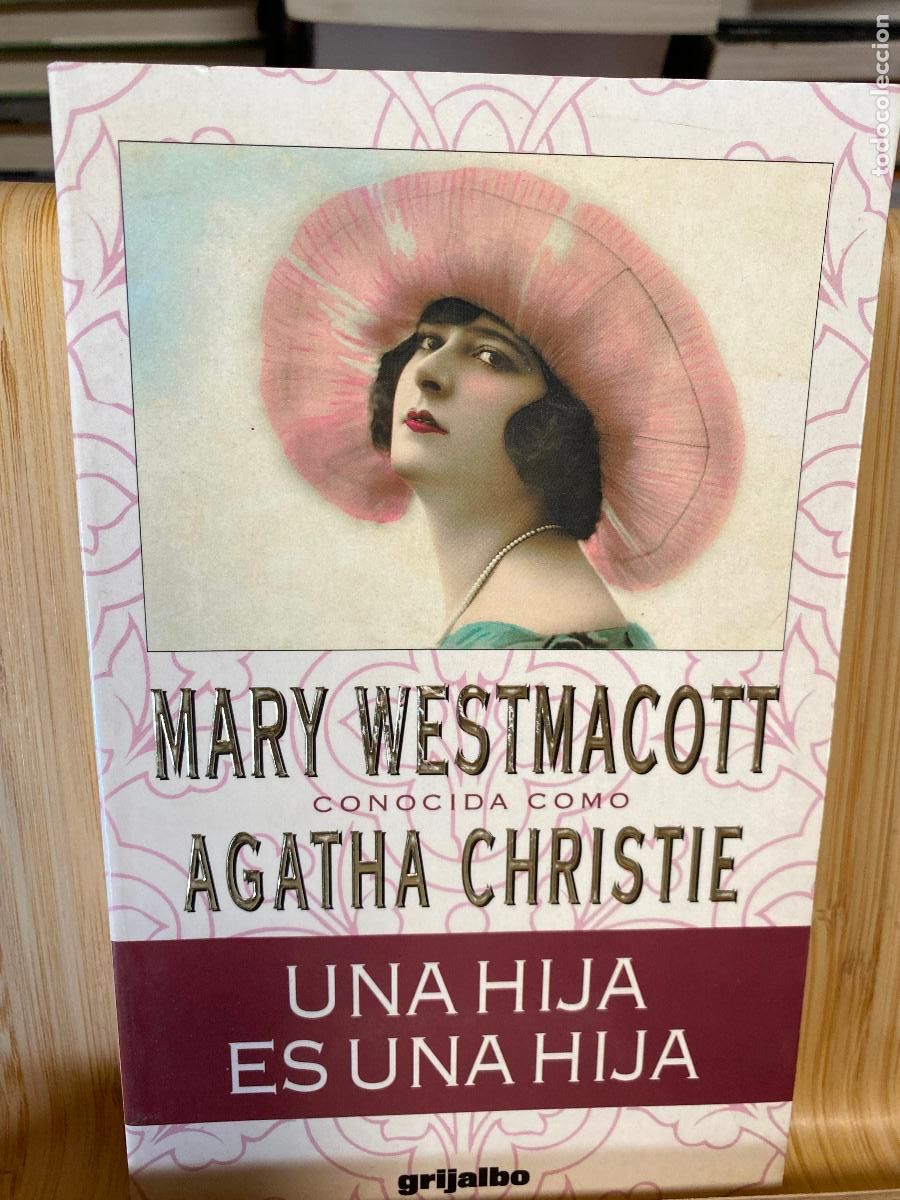 MARY WESTMACOTT
CONOCIDA COMO
AGATHA CHRISTIE
UNA HIJA
ES UNA HIJA
grijalbo
todocoleccion